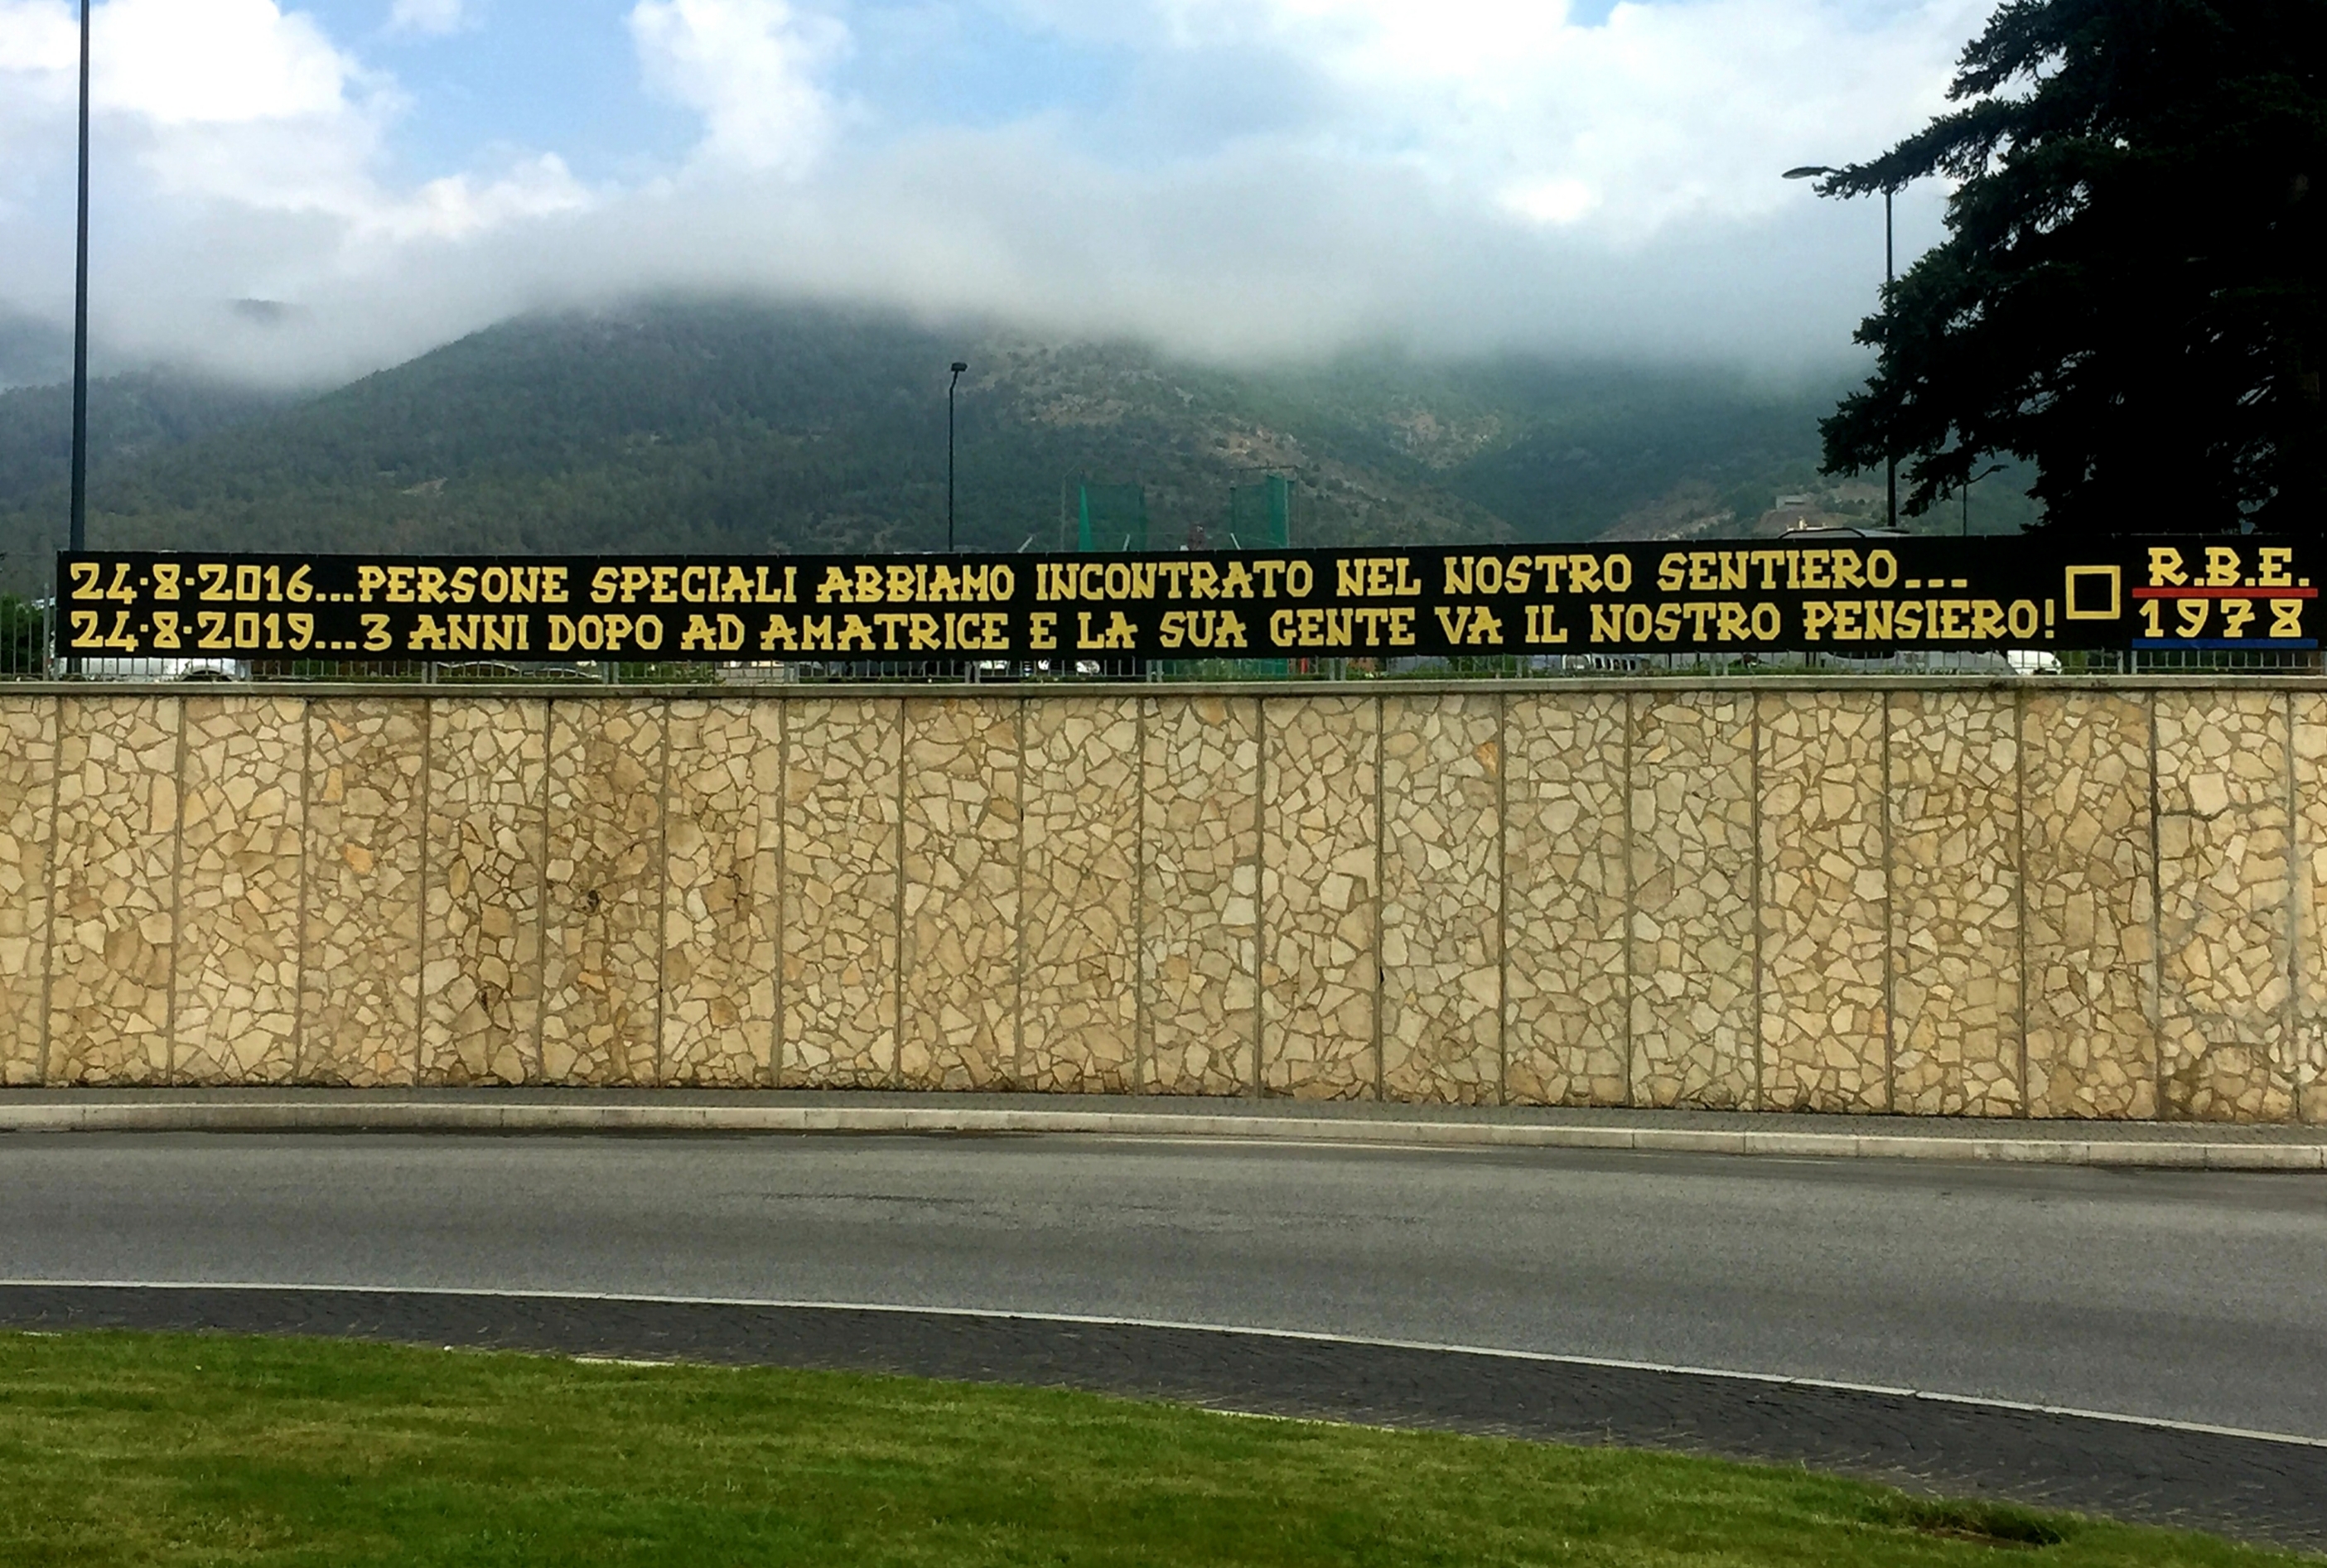 24·8·2016...PERSONE SPECIALI ABBIAMO INCONTRATO NEL NOSTRO SENTIERO...
24·8·2019...3 ANNI DOPO AD AMATRICE E LA SUA GENTE VA IL NOSTRO PENSIERO!
R.B.E.
1978